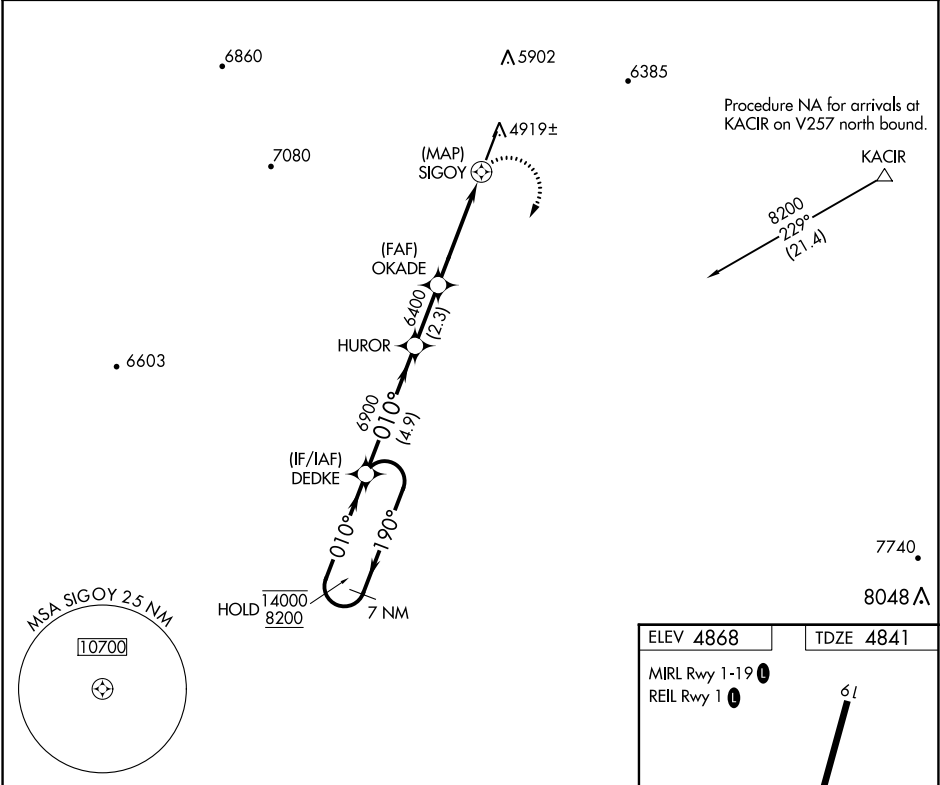 6860
5902
6385
Procedure NA for arrivals at
KACIR on V257 north bound.
4919±
7080
(MAP)
SIGOY
KACIR
8200
229°
(21.4)
(FAF)
OKADE
6400
(2.3)
HUROR
6603
6900
010°
(4.9)
(IF/IAF)
DEDKE
010°
190°
7740
8048
HOLD 14000
8200
7 NM
MSA SIGOY 25 NM
10700
ELEV 4868
TDZE 4841
MIRL Rwy 1-19 L
REIL Rwy 1 L
19